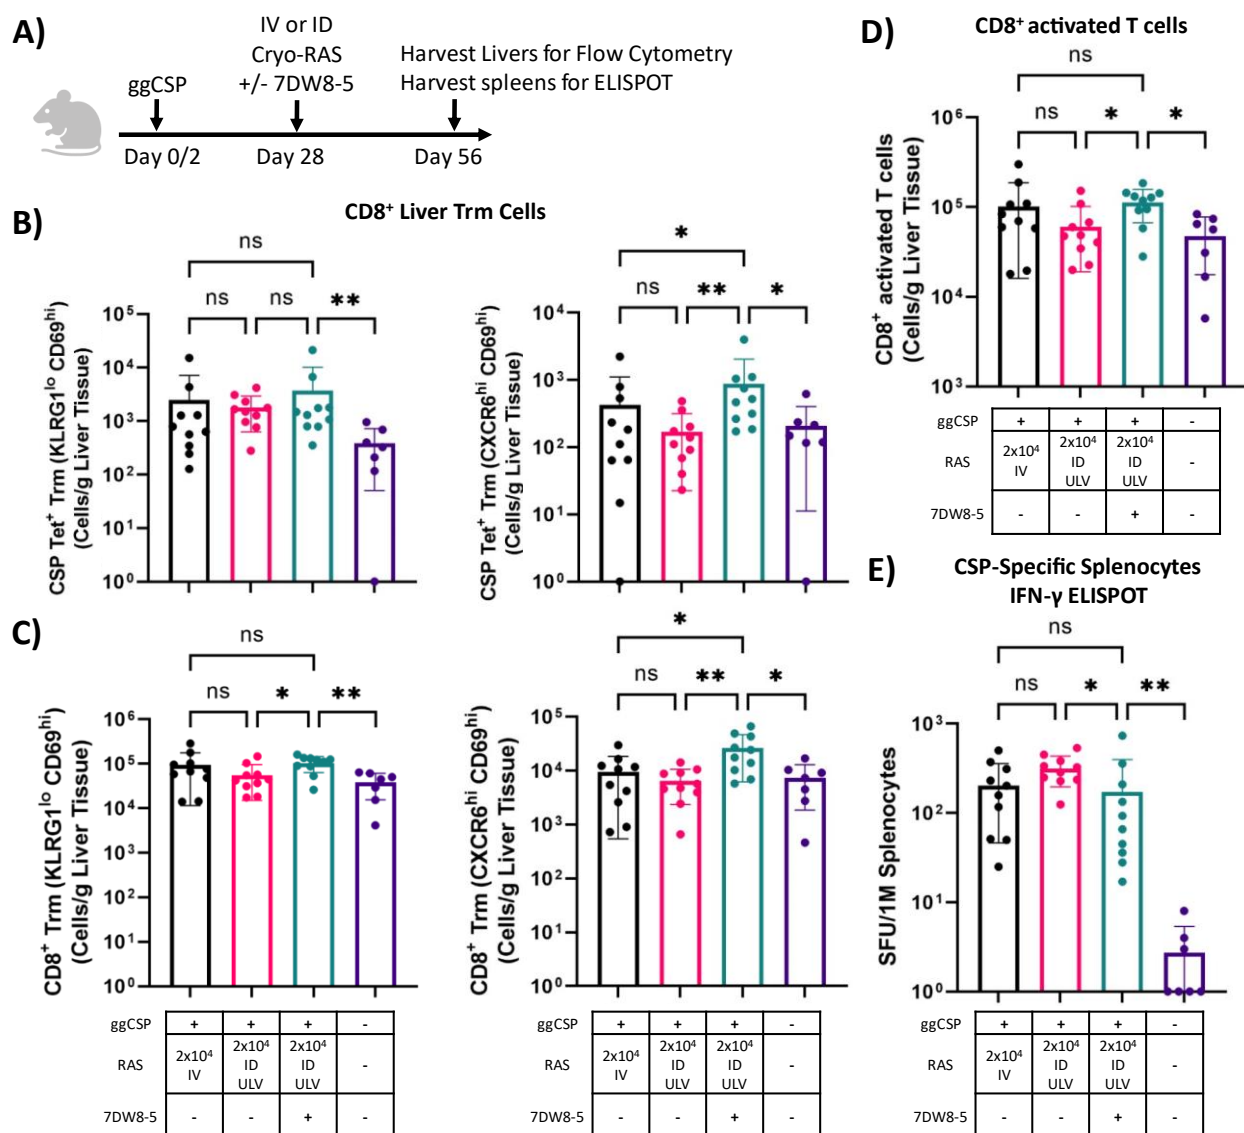 A)
ggCSP
IV or ID
Cryo-RAS
+/- 7DW8-5
Harvest Livers for Flow Cytometry
Harvest spleens for ELISPOT
Day 0/2
Day 28
Day 56
B)
CD8⁺ Liver Trm Cells
CSP Tet⁺ Trm (KLRG1ˡᵒ CD69ʰⁱ)
(Cells/g Liver Tissue)
10⁵
10⁴
10³
10²
10¹
10⁰
ns
ns
ns
**
CSP Tet⁺ Trm (CXCR6ʰⁱ CD69ʰⁱ)
(Cells/g Liver Tissue)
10⁴
10³
10²
10¹
10⁰
*
ns
**
*
C)
CD8⁺ Trm (KLRG1ˡᵒ CD69ʰⁱ)
(Cells/g Liver Tissue)
10⁶
10⁵
10⁴
10³
10²
10¹
10⁰
ns
ns
*
**
ggCSP + + + -
RAS 2x10⁴ IV 2x10⁴ ID ULV 2x10⁴ ID ULV -
7DW8-5 - - + -
CD8⁺ Trm (CXCR6ʰⁱ CD69ʰⁱ)
(Cells/g Liver Tissue)
10⁵
10⁴
10³
10²
10¹
10⁰
*
ns
**
*
ggCSP + + + -
RAS 2x10⁴ IV 2x10⁴ ID ULV 2x10⁴ ID ULV -
7DW8-5 - - + -
D)
CD8⁺ activated T cells
CD8⁺ activated T cells
(Cells/g Liver Tissue)
10⁶
10⁵
10⁴
10³
ns
ns
*
*
ggCSP + + + -
RAS 2x10⁴ IV 2x10⁴ ID ULV 2x10⁴ ID ULV -
7DW8-5 - - + -
E)
CSP-Specific Splenocytes
IFN-γ ELISPOT
SFU/1M Splenocytes
10³
10²
10¹
10⁰
ns
ns
*
**
ggCSP + + + -
RAS 2x10⁴ IV 2x10⁴ ID ULV 2x10⁴ ID ULV -
7DW8-5 - - + -